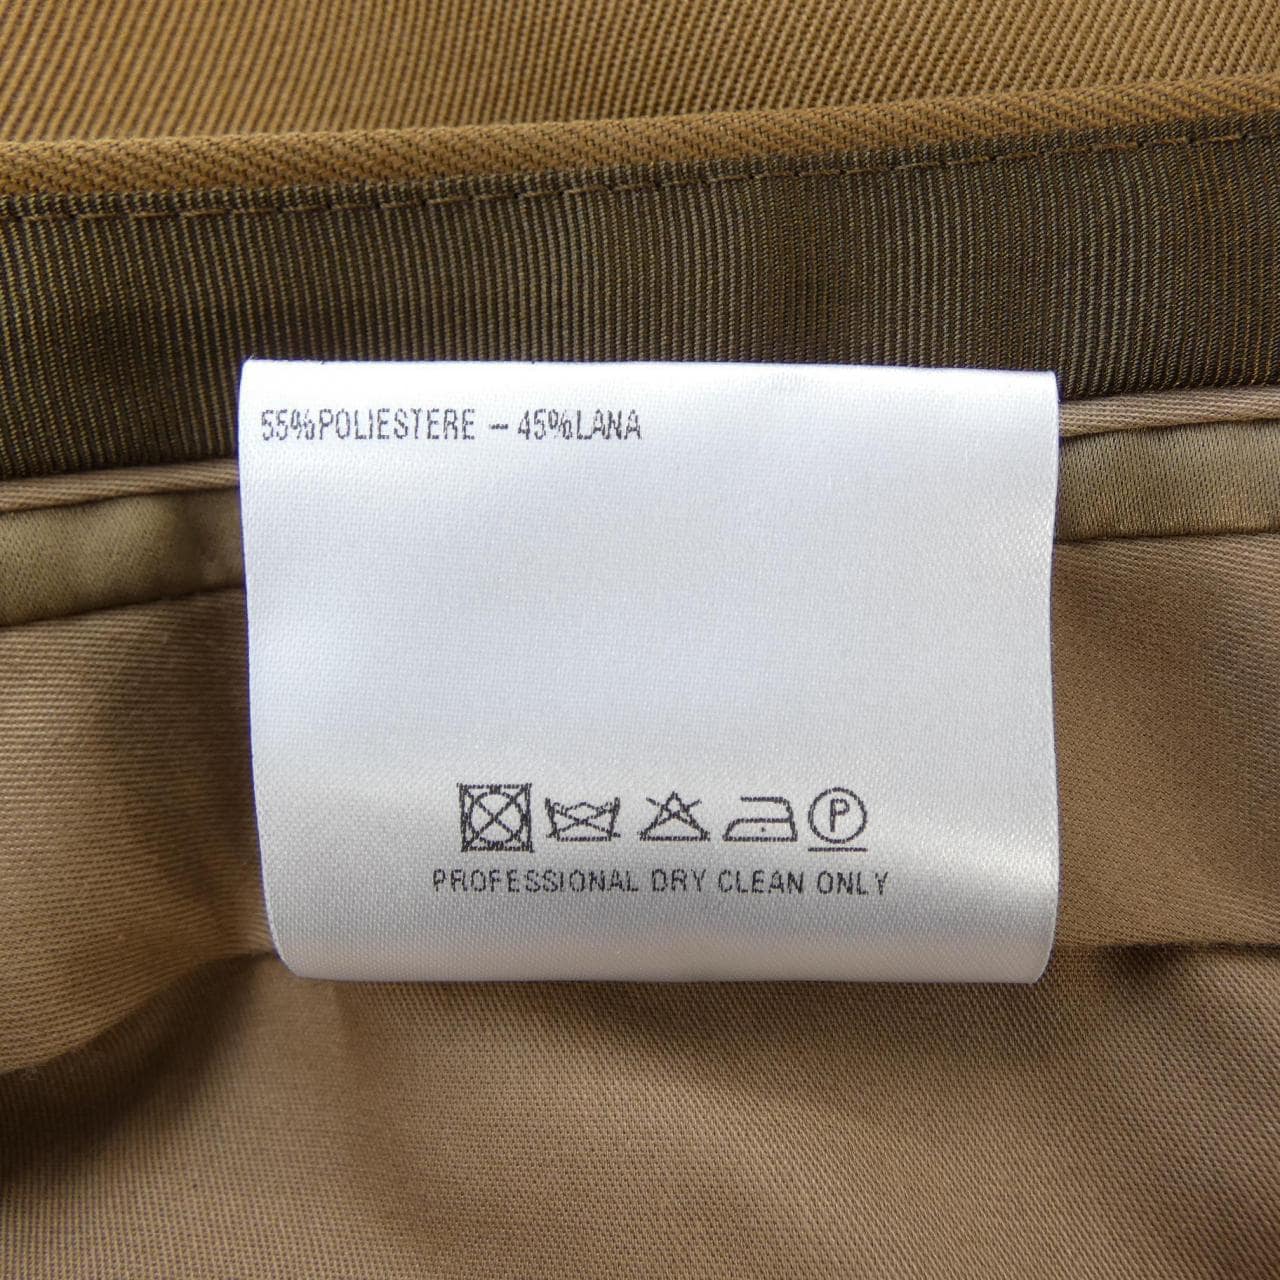 55%POLIESTERE – 45%LANA
P
PROFESSIONAL DRY CLEAN ONLY